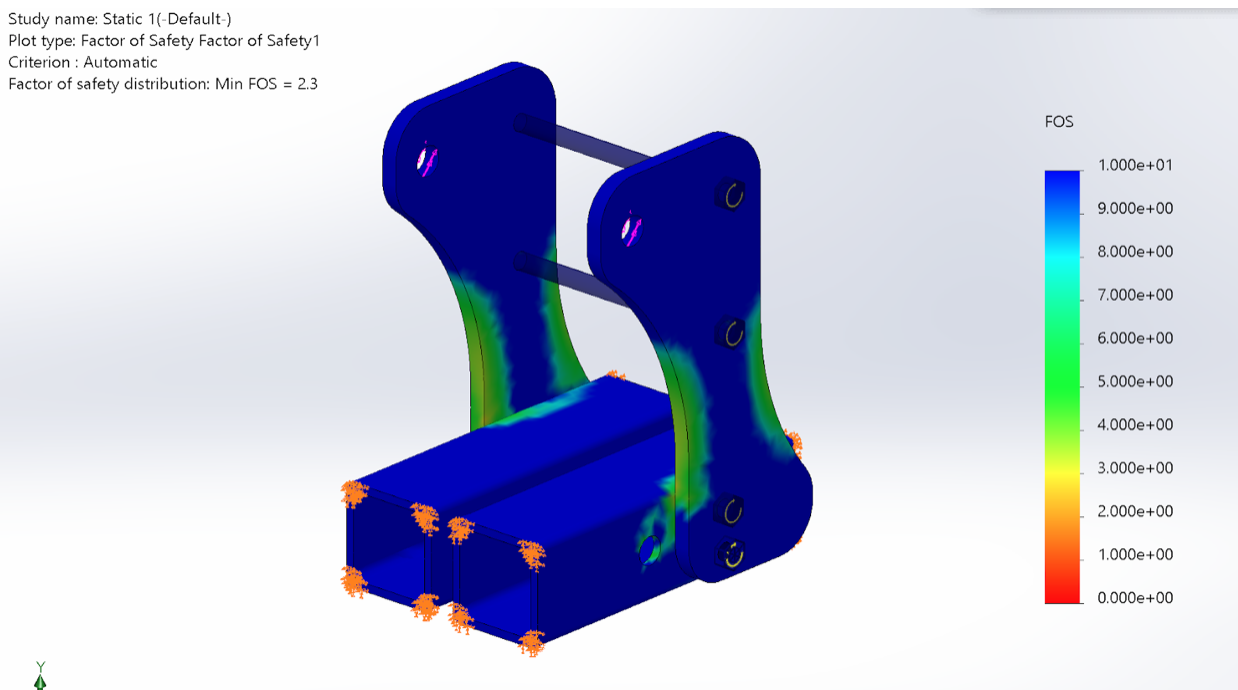 Study name: Static 1(-Default-)
Plot type: Factor of Safety Factor of Safety1
Criterion : Automatic
Factor of safety distribution: Min FOS = 2.3
FOS
1.000e+01
9.000e+00
8.000e+00
7.000e+00
6.000e+00
5.000e+00
4.000e+00
3.000e+00
2.000e+00
1.000e+00
0.000e+00
Y